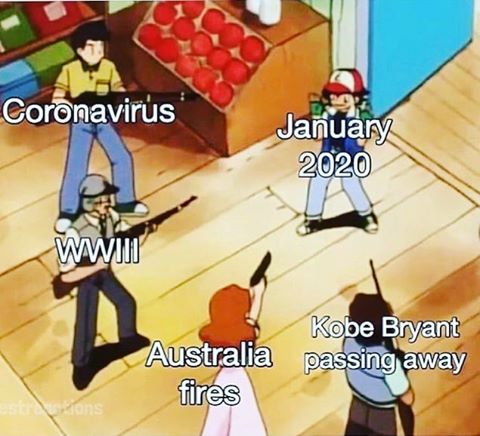 Coronavirus
January
2020
WWIII
Australia
fires
Kobe Bryant
passing away